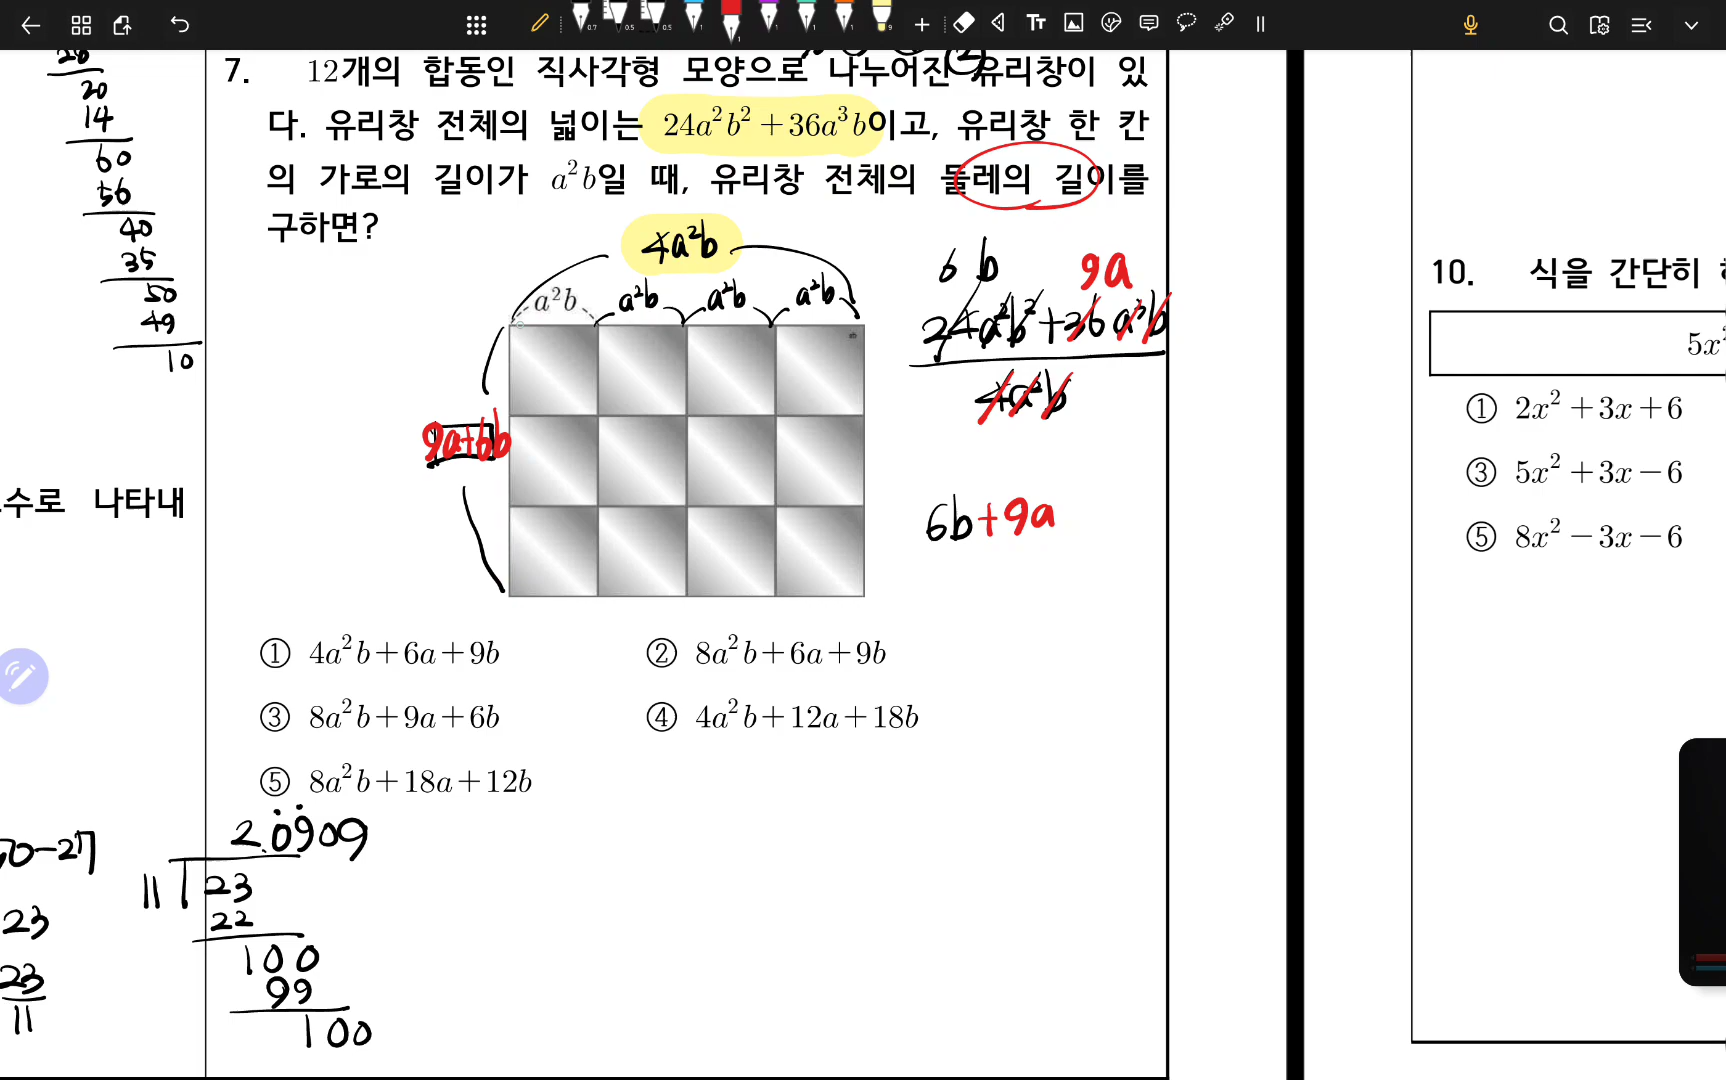 20
14
60
56
40
35
50
49
10
수로 나타내
50-27
23
23
11
7. 12개의 합동인 직사각형 모양으로 나누어진 유리창이 있
다. 유리창 전체의 넓이는 24a²b²+36a³b이고, 유리창 한 칸
의 가로의 길이가 a²b일 때, 유리창 전체의 둘레의 길이를
구하면?
4a²b
a²b a²b a²b a²b
9a+6b
6 b 9a
24a²b²+36a³b
4a²b
6b+9a
① 4a²b+6a+9b ② 8a²b+6a+9b
③ 8a²b+9a+6b ④ 4a²b+12a+18b
⑤ 8a²b+18a+12b
2.0909
11 23
22
100
99
100
10. 식을 간단히
5x²
① 2x²+3x+6
③ 5x²+3x-6
⑤ 8x²-3x-6